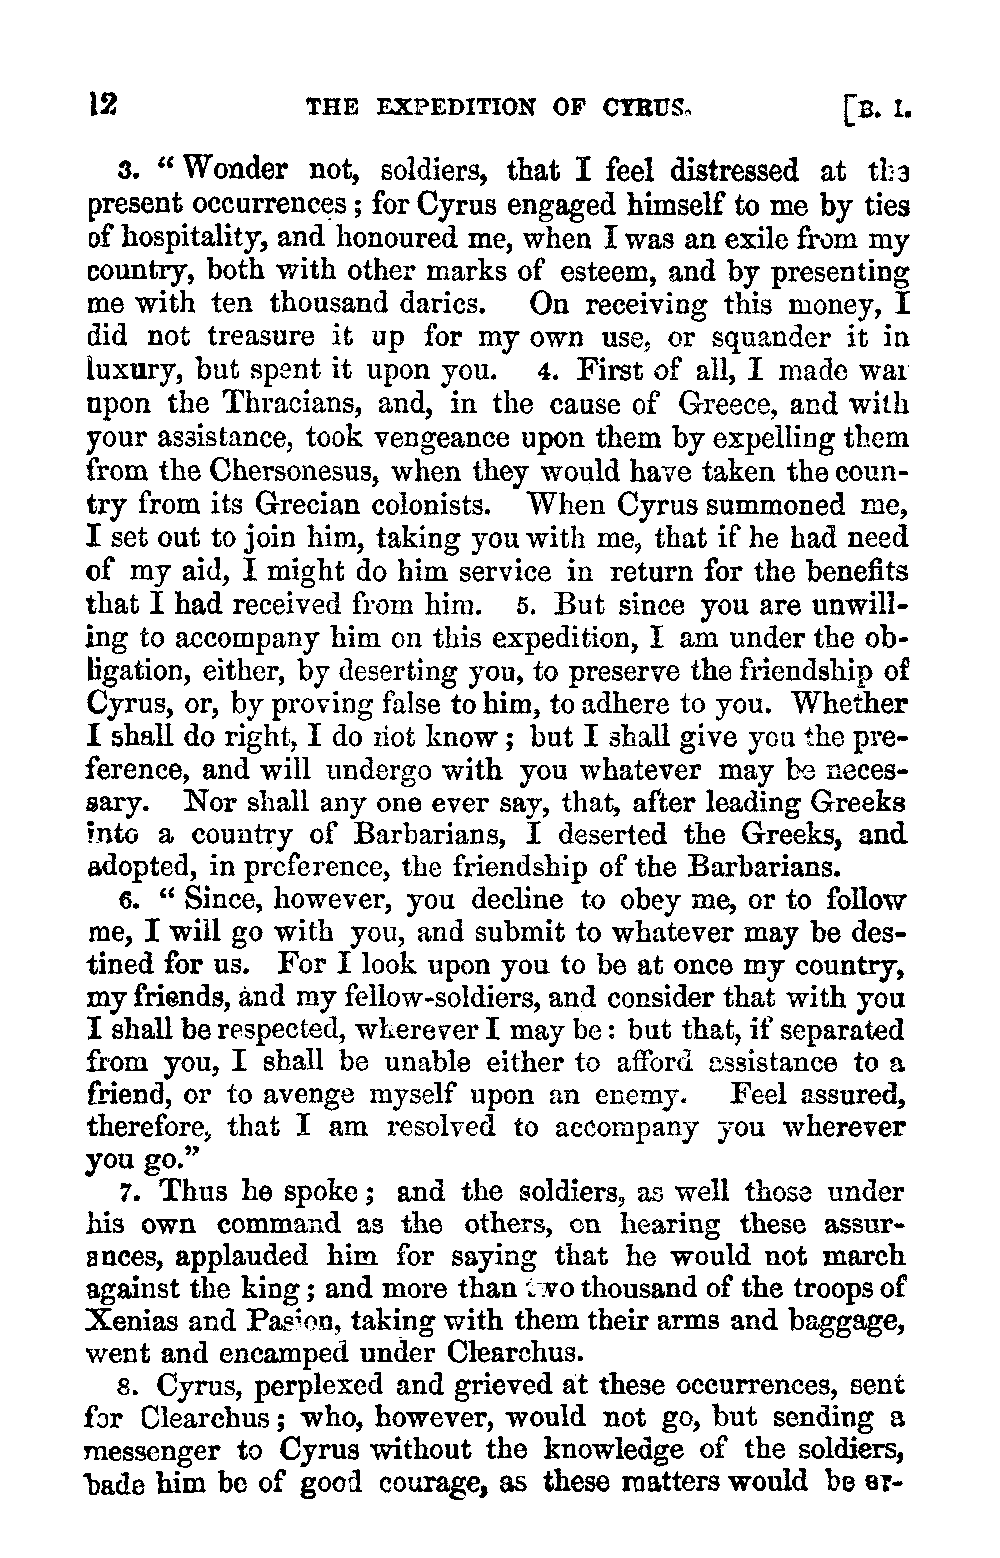 12 THE EXPEDITION OF CYRUS. [B. I.
3. “ Wonder not, soldiers, that I feel distressed at the
present occurrences ; for Cyrus engaged himself to me by ties
of hospitality, and honoured me, when I was an exile from my
country, both with other marks of esteem, and by presenting
me with ten thousand darics. On receiving this money, I
did not treasure it up for my own use, or squander it in
luxury, but spent it upon you. 4. First of all, I made war
upon the Thracians, and, in the cause of Greece, and with
your assistance, took vengeance upon them by expelling them
from the Chersonesus, when they would have taken the coun-
try from its Grecian colonists. When Cyrus summoned me,
I set out to join him, taking you with me, that if he had need
of my aid, I might do him service in return for the benefits
that I had received from him. 5. But since you are unwill-
ing to accompany him on this expedition, I am under the ob-
ligation, either, by deserting you, to preserve the friendship of
Cyrus, or, by proving false to him, to adhere to you. Whether
I shall do right, I do not know ; but I shall give you the pre-
ference, and will undergo with you whatever may be neces-
sary. Nor shall any one ever say, that, after leading Greeks
into a country of Barbarians, I deserted the Greeks, and
adopted, in preference, the friendship of the Barbarians.
6. “ Since, however, you decline to obey me, or to follow
me, I will go with you, and submit to whatever may be des-
tined for us. For I look upon you to be at once my country,
my friends, and my fellow-soldiers, and consider that with you
I shall be respected, wherever I may be : but that, if separated
from you, I shall be unable either to afford assistance to a
friend, or to avenge myself upon an enemy. Feel assured,
therefore, that I am resolved to accompany you wherever
you go.”
7. Thus he spoke ; and the soldiers, as well those under
his own command as the others, on hearing these assur-
ances, applauded him for saying that he would not march
against the king ; and more than two thousand of the troops of
Xenias and Pasion, taking with them their arms and baggage,
went and encamped under Clearchus.
8. Cyrus, perplexed and grieved at these occurrences, sent
for Clearchus ; who, however, would not go, but sending a
messenger to Cyrus without the knowledge of the soldiers,
bade him be of good courage, as these matters would be ar-